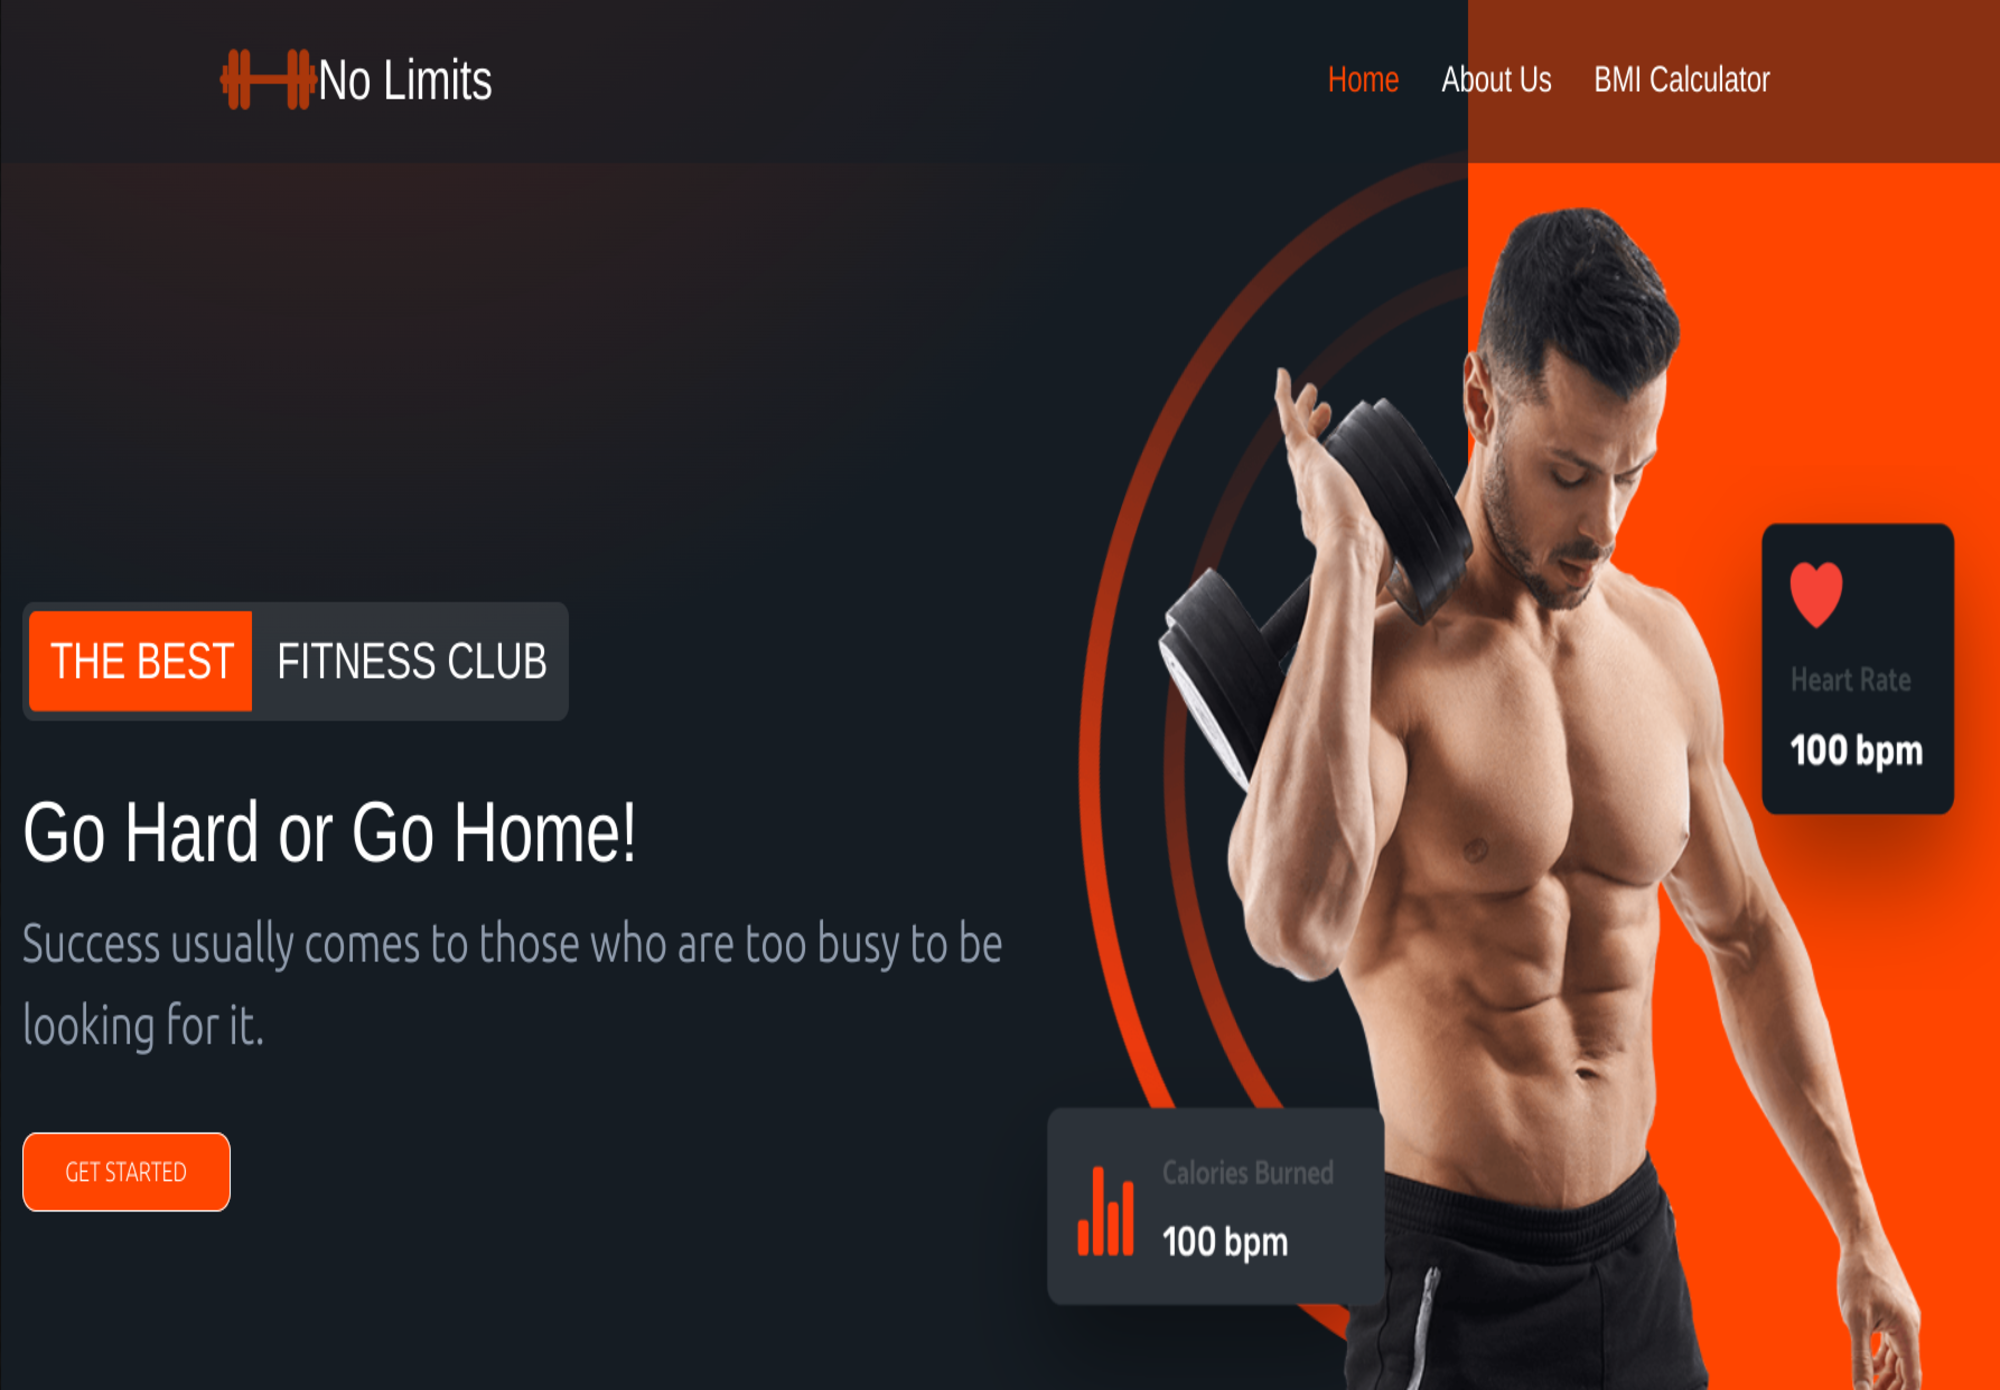 No Limits
Home About Us BMI Calculator
THE BEST FITNESS CLUB
Go Hard or Go Home!
Success usually comes to those who are too busy to be
looking for it.
GET STARTED
Heart Rate
100 bpm
Calories Burned
100 bpm